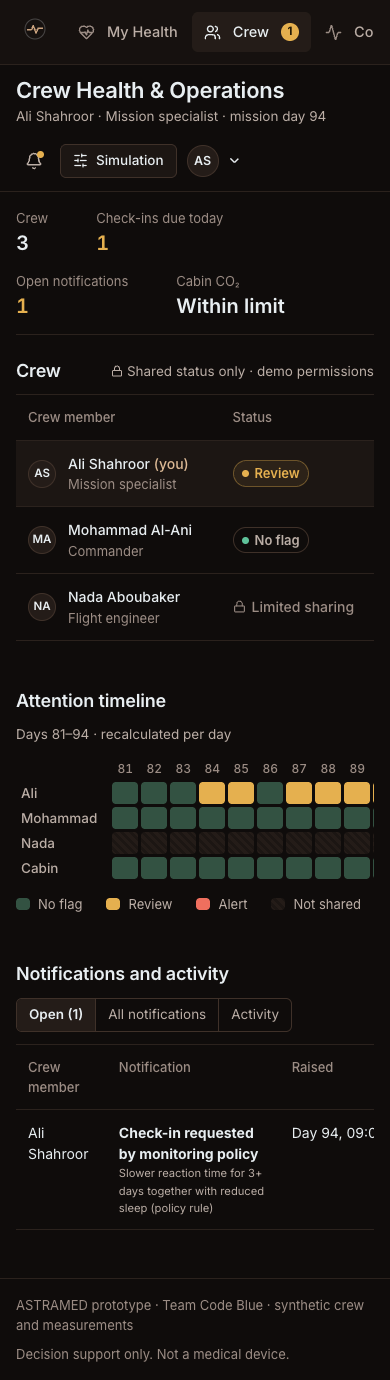 My Health Crew 1 Co
Crew Health & Operations
Ali Shahroor · Mission specialist · mission day 94
Simulation AS
Crew Check-ins due today
3 1
Open notifications Cabin CO₂
1 Within limit
Crew Shared status only · demo permissions
Crew member Status
AS Ali Shahroor (you) Review
Mission specialist
MA Mohammad Al-Ani No flag
Commander
NA Nada Aboubaker Limited sharing
Flight engineer
Attention timeline
Days 81–94 · recalculated per day
81 82 83 84 85 86 87 88 89
Ali
Mohammad
Nada
Cabin
No flag Review Alert Not shared
Notifications and activity
Open (1) All notifications Activity
Crew Notification Raised
member
Ali Check-in requested Day 94, 09:0
Shahroor by monitoring policy
Slower reaction time for 3+
days together with reduced
sleep (policy rule)
ASTRAMED prototype · Team Code Blue · synthetic crew
and measurements
Decision support only. Not a medical device.